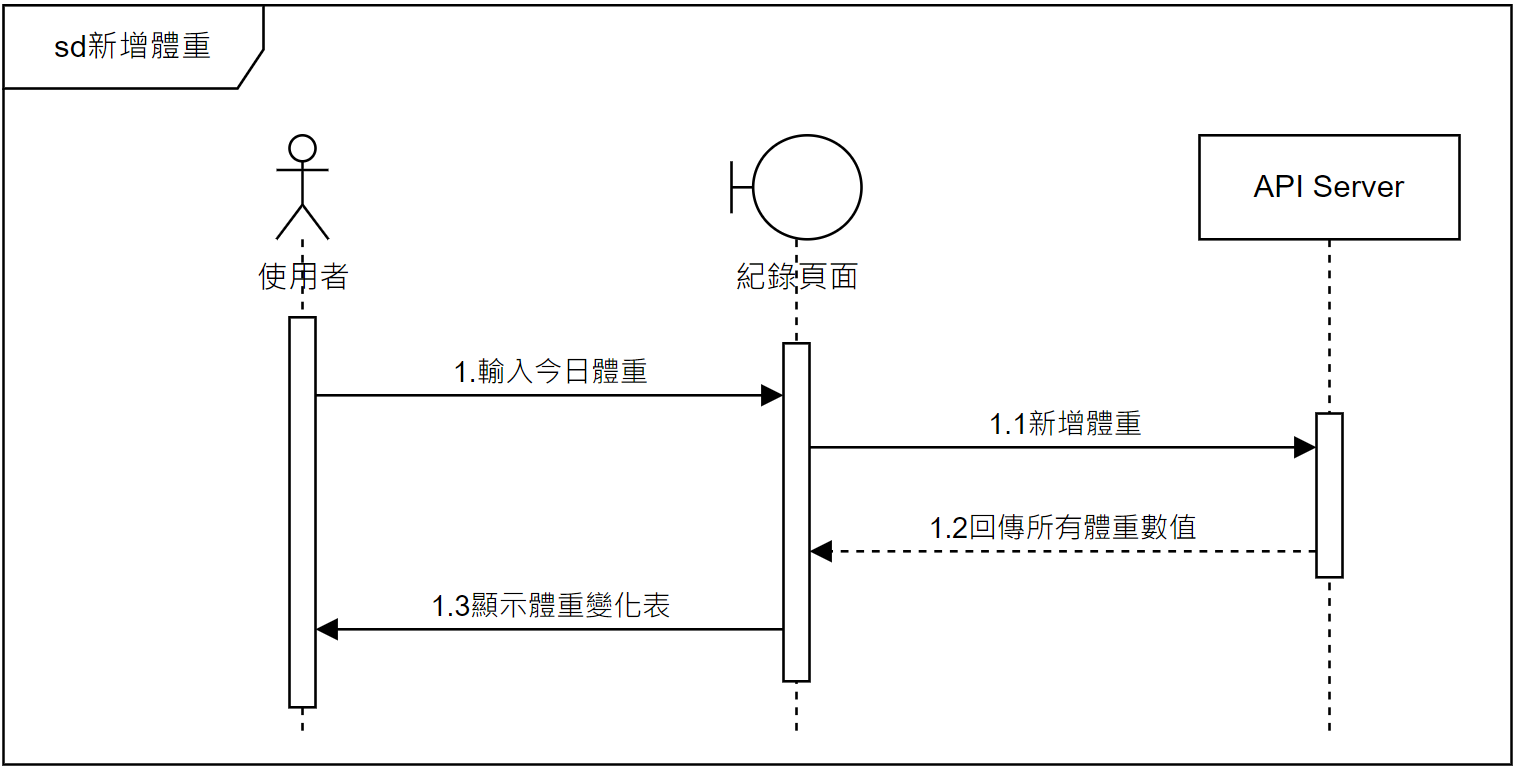 sd新增體重
API Server
使用者
紀錄頁面
1.輸入今日體重
1.1新增體重
1.2回傳所有體重數值
1.3顯示體重變化表